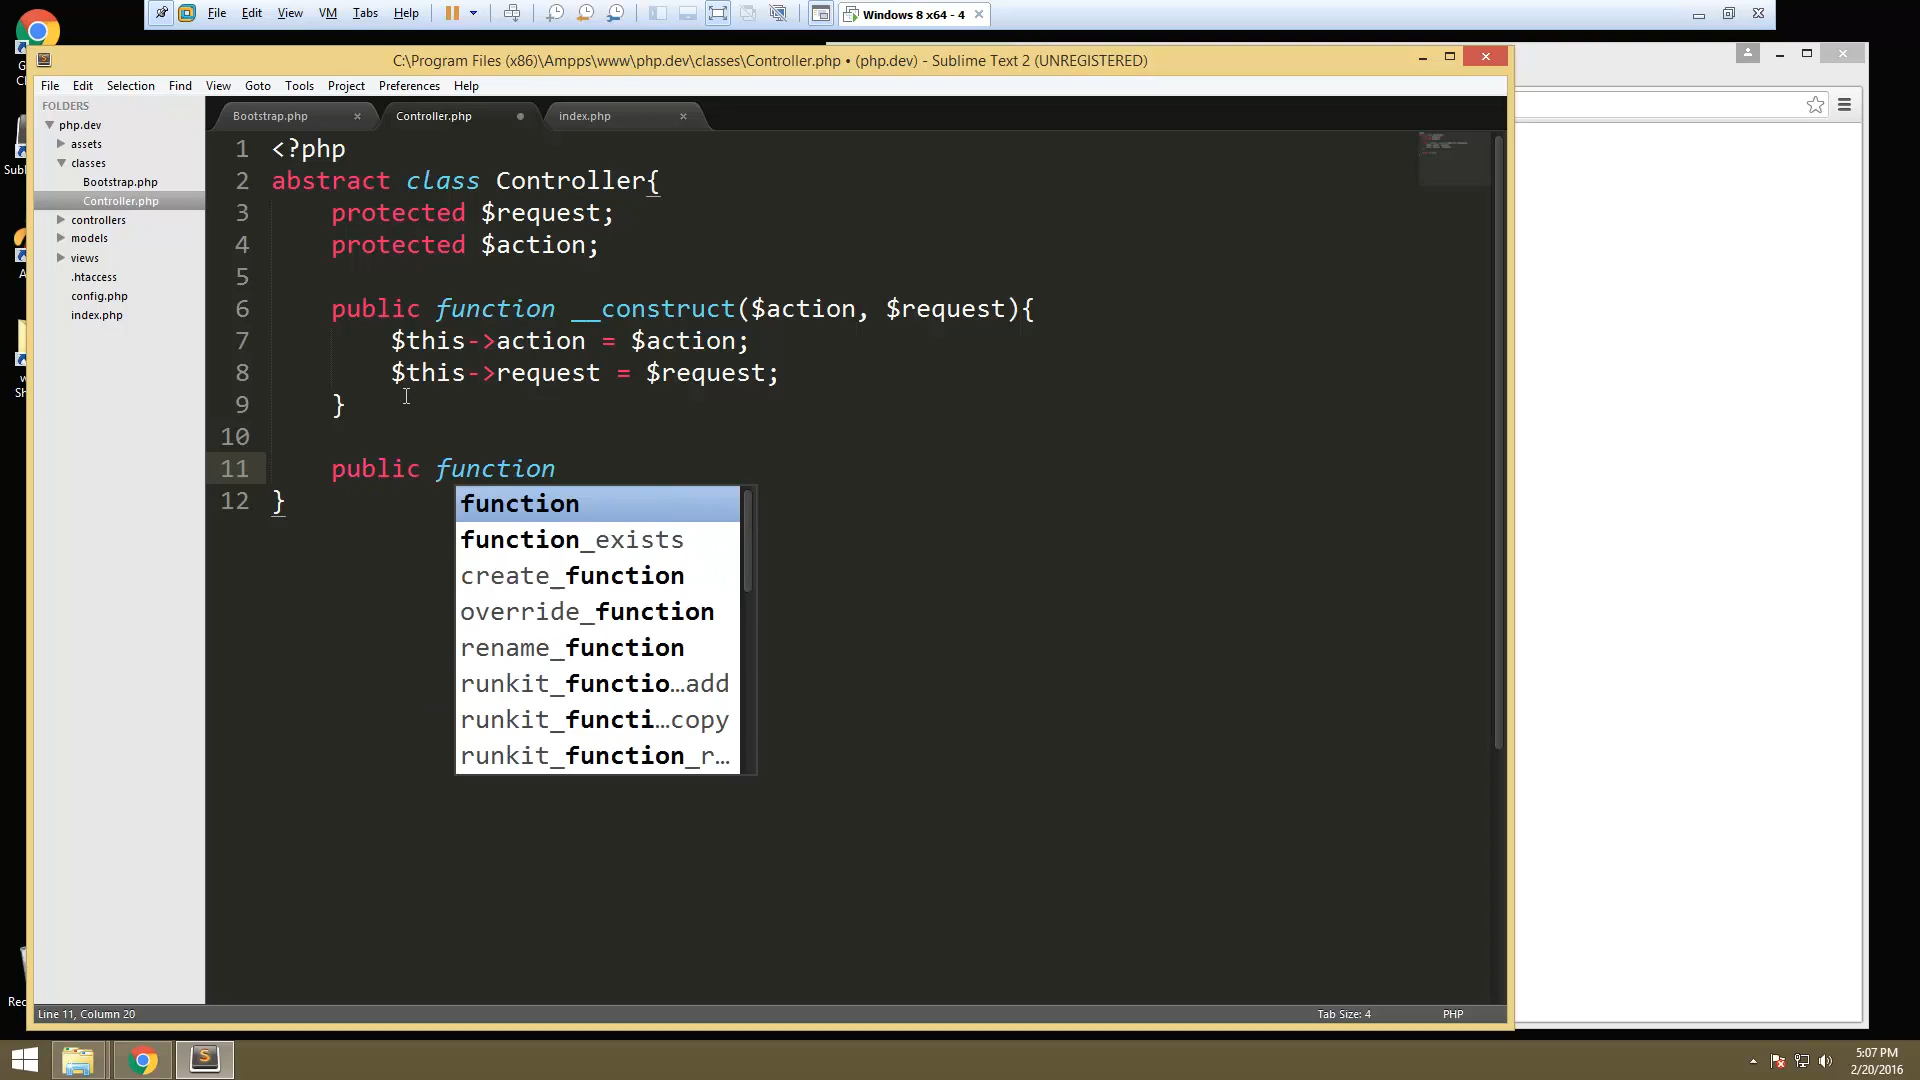 File Edit View VM Tabs Help
Windows 8 x64 - 4
C:\Program Files (x86)\Ampps\www\php.dev\classes\Controller.php • (php.dev) - Sublime Text 2 (UNREGISTERED)
File Edit Selection Find View Goto Tools Project Preferences Help
FOLDERS
php.dev
assets
classes
Bootstrap.php
Controller.php
controllers
models
views
.htaccess
config.php
index.php
Bootstrap.php
Controller.php
index.php
1 <?php
2 abstract class Controller{
3 protected $request;
4 protected $action;
5
6 public function __construct($action, $request){
7 $this->action = $action;
8 $this->request = $request;
9 }
10
11 public function
12 }
function
function_exists
create_function
override_function
rename_function
runkit_functio…add
runkit_functi…copy
runkit_function_r…
Line 11, Column 20
Tab Size: 4
PHP
5:07 PM
2/20/2016